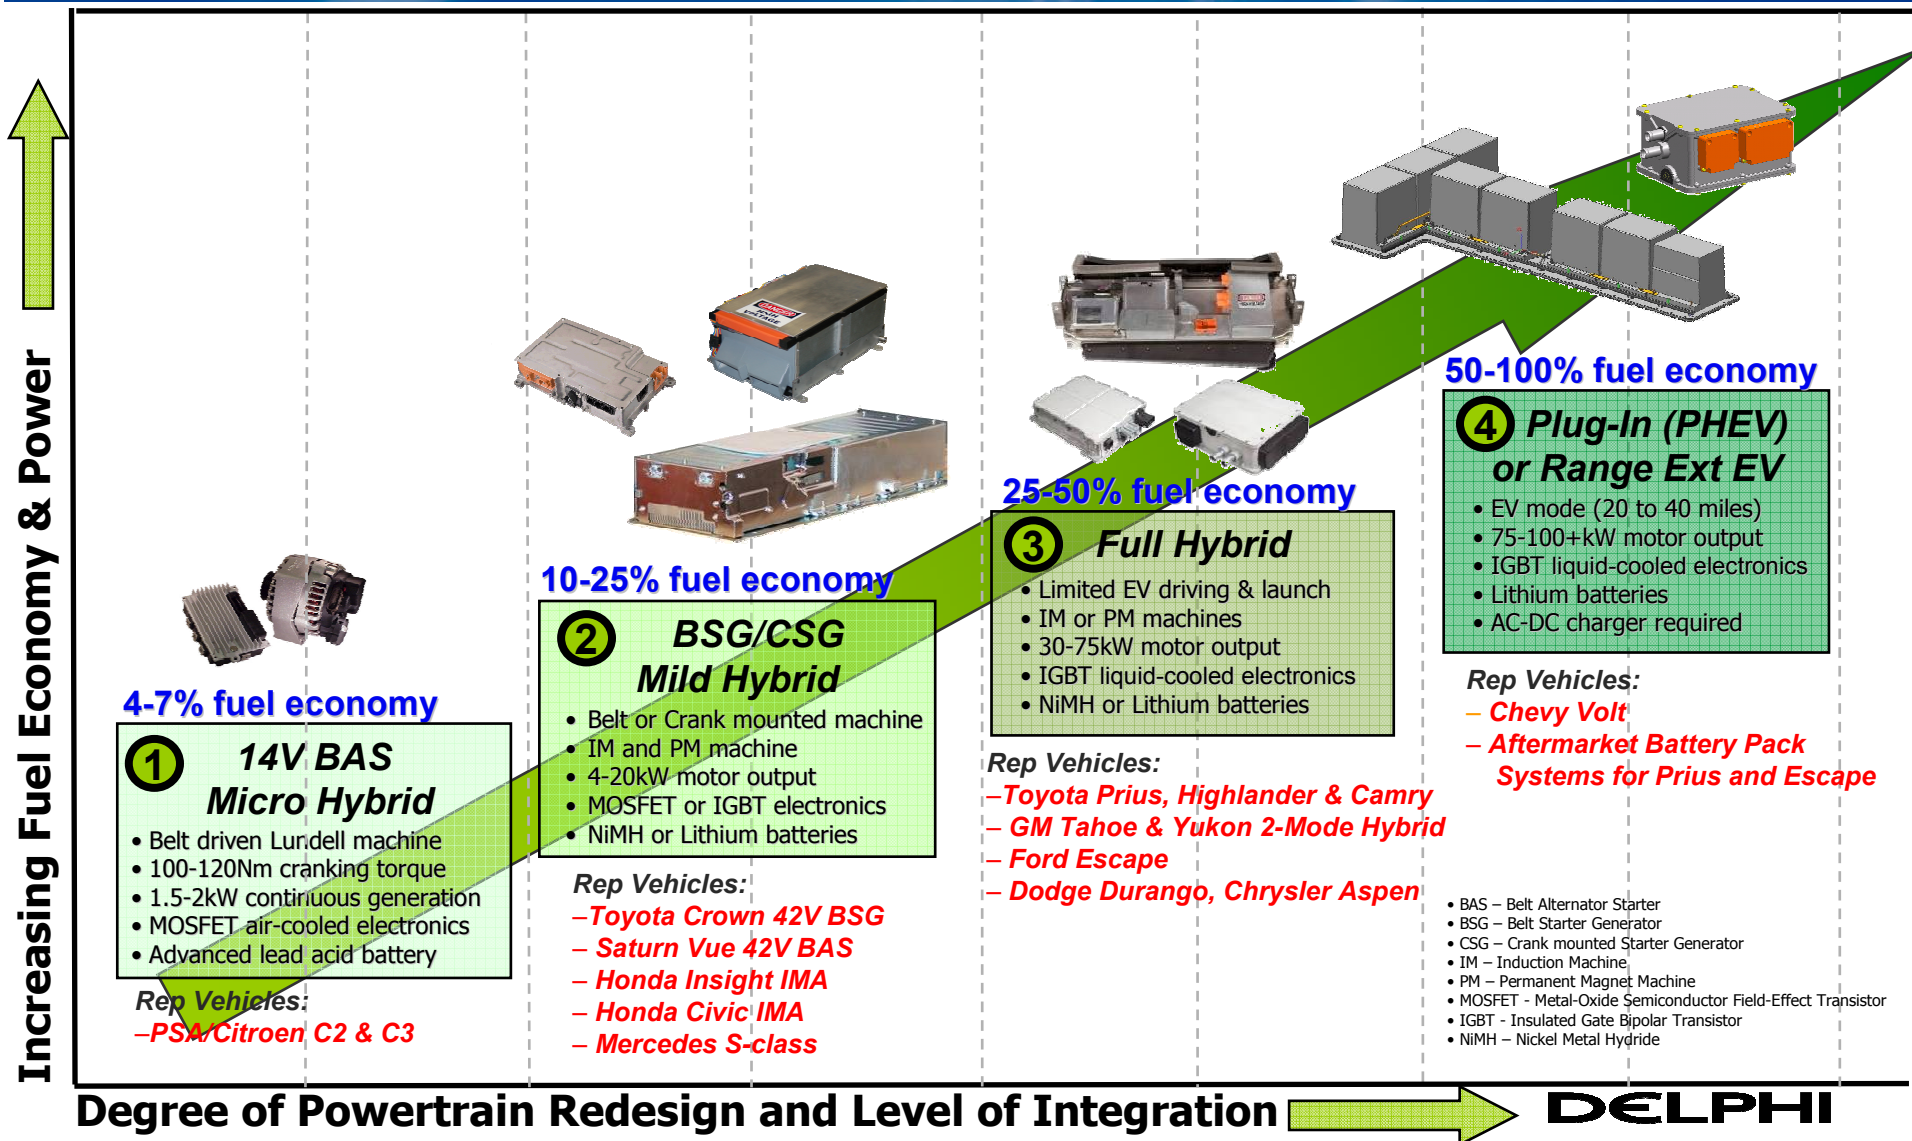 Increasing Fuel Economy & Power
4-7% fuel economy
1
14V BAS
Micro Hybrid
• Belt driven Lundell machine
• 100-120Nm cranking torque
• 1.5-2kW continuous generation
• MOSFET air-cooled electronics
• Advanced lead acid battery
Rep Vehicles:
–PSA/Citroen C2 & C3
DANGER
HIGH
VOLTAGE
10-25% fuel economy
2
BSG/CSG
Mild Hybrid
• Belt or Crank mounted machine
• IM and PM machine
• 4-20kW motor output
• MOSFET or IGBT electronics
• NiMH or Lithium batteries
Rep Vehicles:
–Toyota Crown 42V BSG
– Saturn Vue 42V BAS
– Honda Insight IMA
– Honda Civic IMA
– Mercedes S-class
25-50% fuel economy
3
Full Hybrid
• Limited EV driving & launch
• IM or PM machines
• 30-75kW motor output
• IGBT liquid-cooled electronics
• NiMH or Lithium batteries
Rep Vehicles:
–Toyota Prius, Highlander & Camry
– GM Tahoe & Yukon 2-Mode Hybrid
– Ford Escape
– Dodge Durango, Chrysler Aspen
50-100% fuel economy
4
Plug-In (PHEV)
or Range Ext EV
• EV mode (20 to 40 miles)
• 75-100+kW motor output
• IGBT liquid-cooled electronics
• Lithium batteries
• AC-DC charger required
Rep Vehicles:
– Chevy Volt
– Aftermarket Battery Pack
Systems for Prius and Escape
• BAS – Belt Alternator Starter
• BSG – Belt Starter Generator
• CSG – Crank mounted Starter Generator
• IM – Induction Machine
• PM – Permanent Magnet Machine
• MOSFET - Metal-Oxide Semiconductor Field-Effect Transistor
• IGBT - Insulated Gate Bipolar Transistor
• NiMH – Nickel Metal Hydride
Degree of Powertrain Redesign and Level of Integration
DELPHI